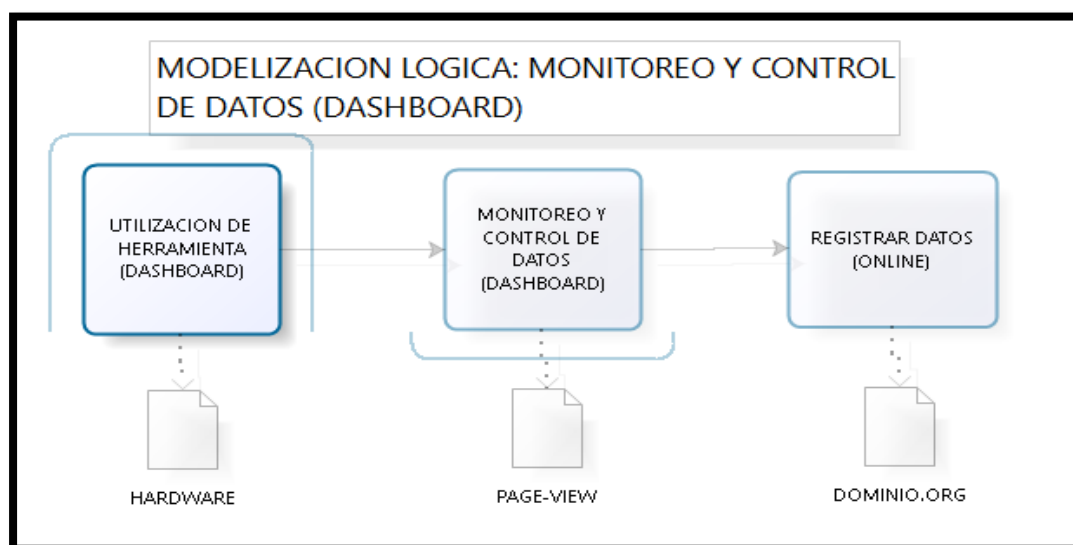 MODELIZACION LOGICA: MONITOREO Y CONTROL
DE DATOS (DASHBOARD)
UTILIZACION DE
HERRAMIENTA
(DASHBOARD)
MONITOREO Y
CONTROL DE
DATOS
(DASHBOARD)
REGISTRAR DATOS
(ONLINE)
HARDWARE
PAGE-VIEW
DOMINIO.ORG